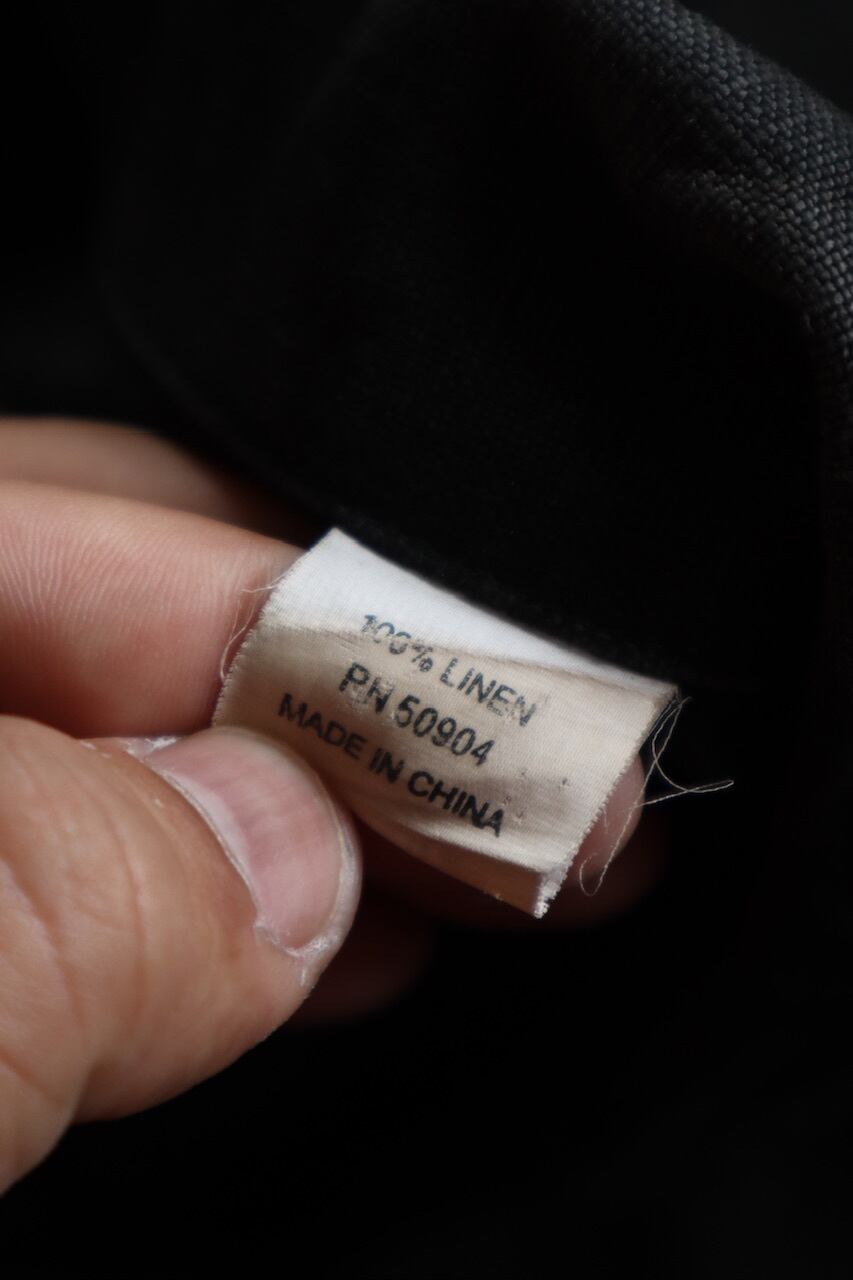 100% LINEN
RN 50904
MADE IN CHINA